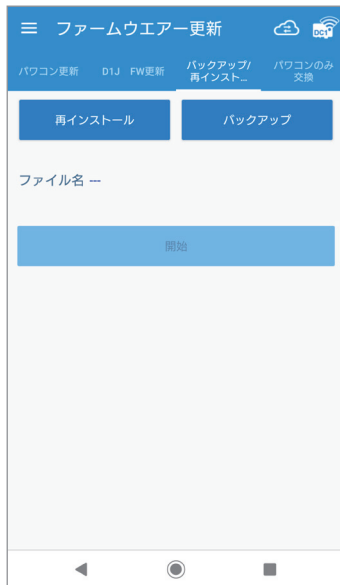 ファームウエアー更新
DC1
パワコン更新
D1J FW更新
バックアップ/
再インスト...
パワコンのみ
交換
再インストール
バックアップ
ファイル名 ---
開始